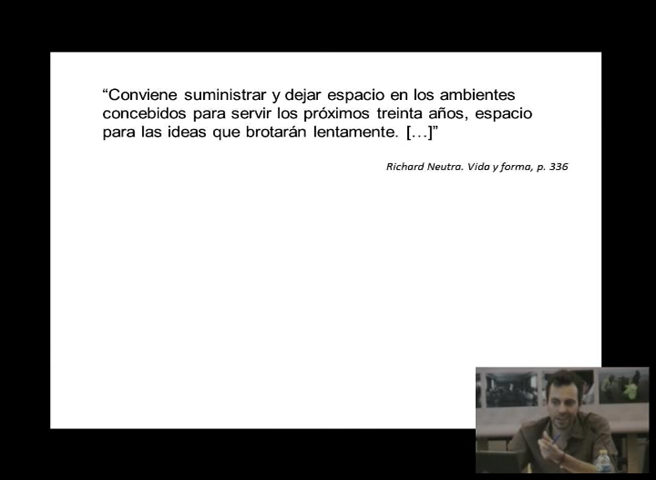 “Conviene suministrar y dejar espacio en los ambientes
concebidos para servir los próximos treinta años, espacio
para las ideas que brotarán lentamente. […]”
Richard Neutra. Vida y forma, p. 336